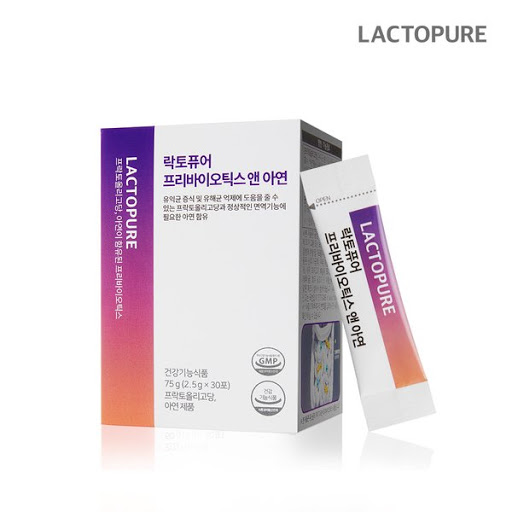 LACTOPURE
LACTOPURE
프락토올리고당, 아연이 함유된 프리바이오틱스
락토퓨어
프리바이오틱스 앤 아연
유익균 증식 및 유해균 억제에 도움을 줄 수
있는 프락토올리고당과 정상적인 면역기능에
필요한 아연 함유
건강기능식품
75 g (2.5 g × 30포)
프락토올리고당,
아연 제품
GMP
건강
기능식품
OPEN
LACTOPURE
락토퓨어
프리바이오틱스 앤 아연